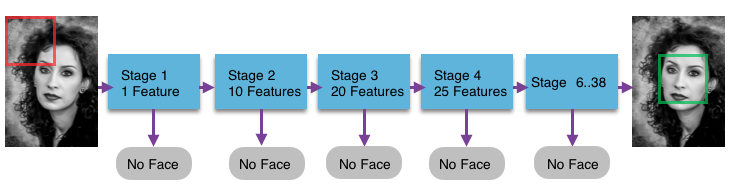 Stage 1
1 Feature
Stage 2
10 Features
Stage 3
20 Features
Stage 4
25 Features
Stage 6..38
No Face
No Face
No Face
No Face
No Face